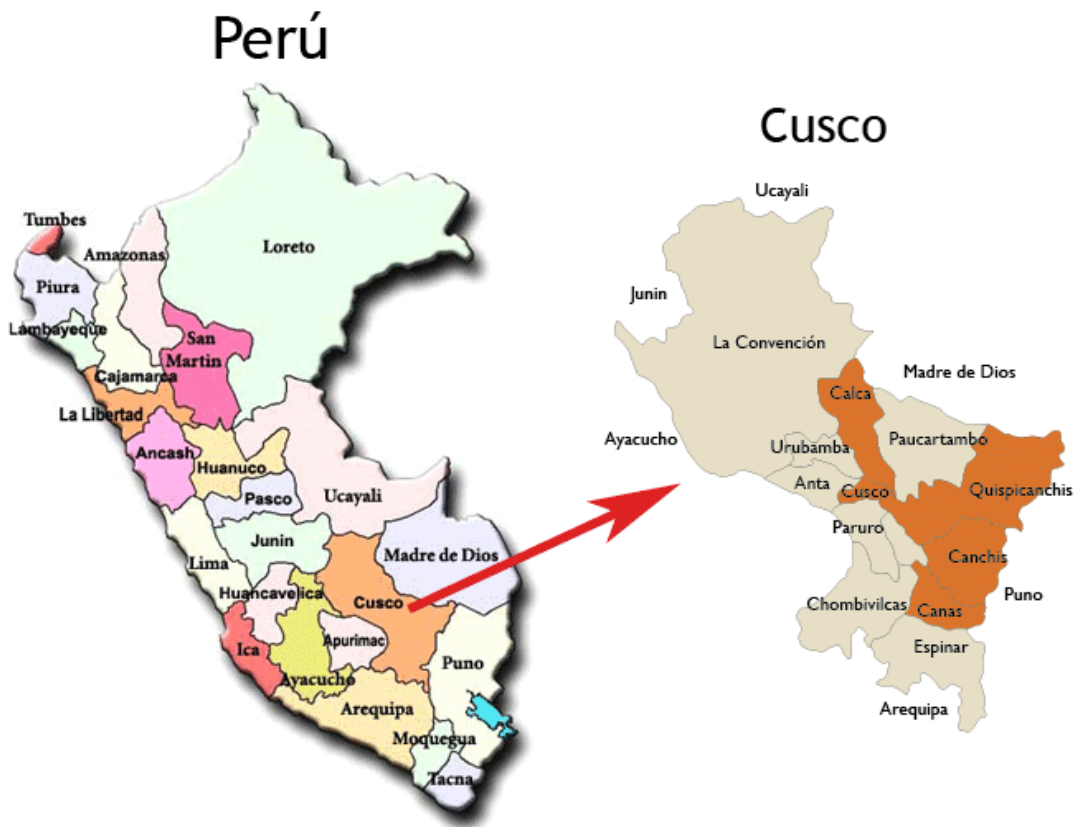 Perú
Tumbes
Amazonas
Loreto
Piura
Lambayeque
San
Martin
Cajamarca
La Libertad
Ancash
Huanuco
Ucayali
Pasco
Junin
Madre de Dios
Lima
Huancavelica
Cusco
Ica
Apurimac
Puno
Ayacucho
Arequipa
Moquegua
Tacna
Cusco
Ucayali
Junin
La Convención
Madre de Dios
Calca
Ayacucho
Urubamba
Paucartambo
Anta
Cusco
Quispicanchis
Paruro
Canchis
Chombivilcas
Canas
Puno
Espinar
Arequipa